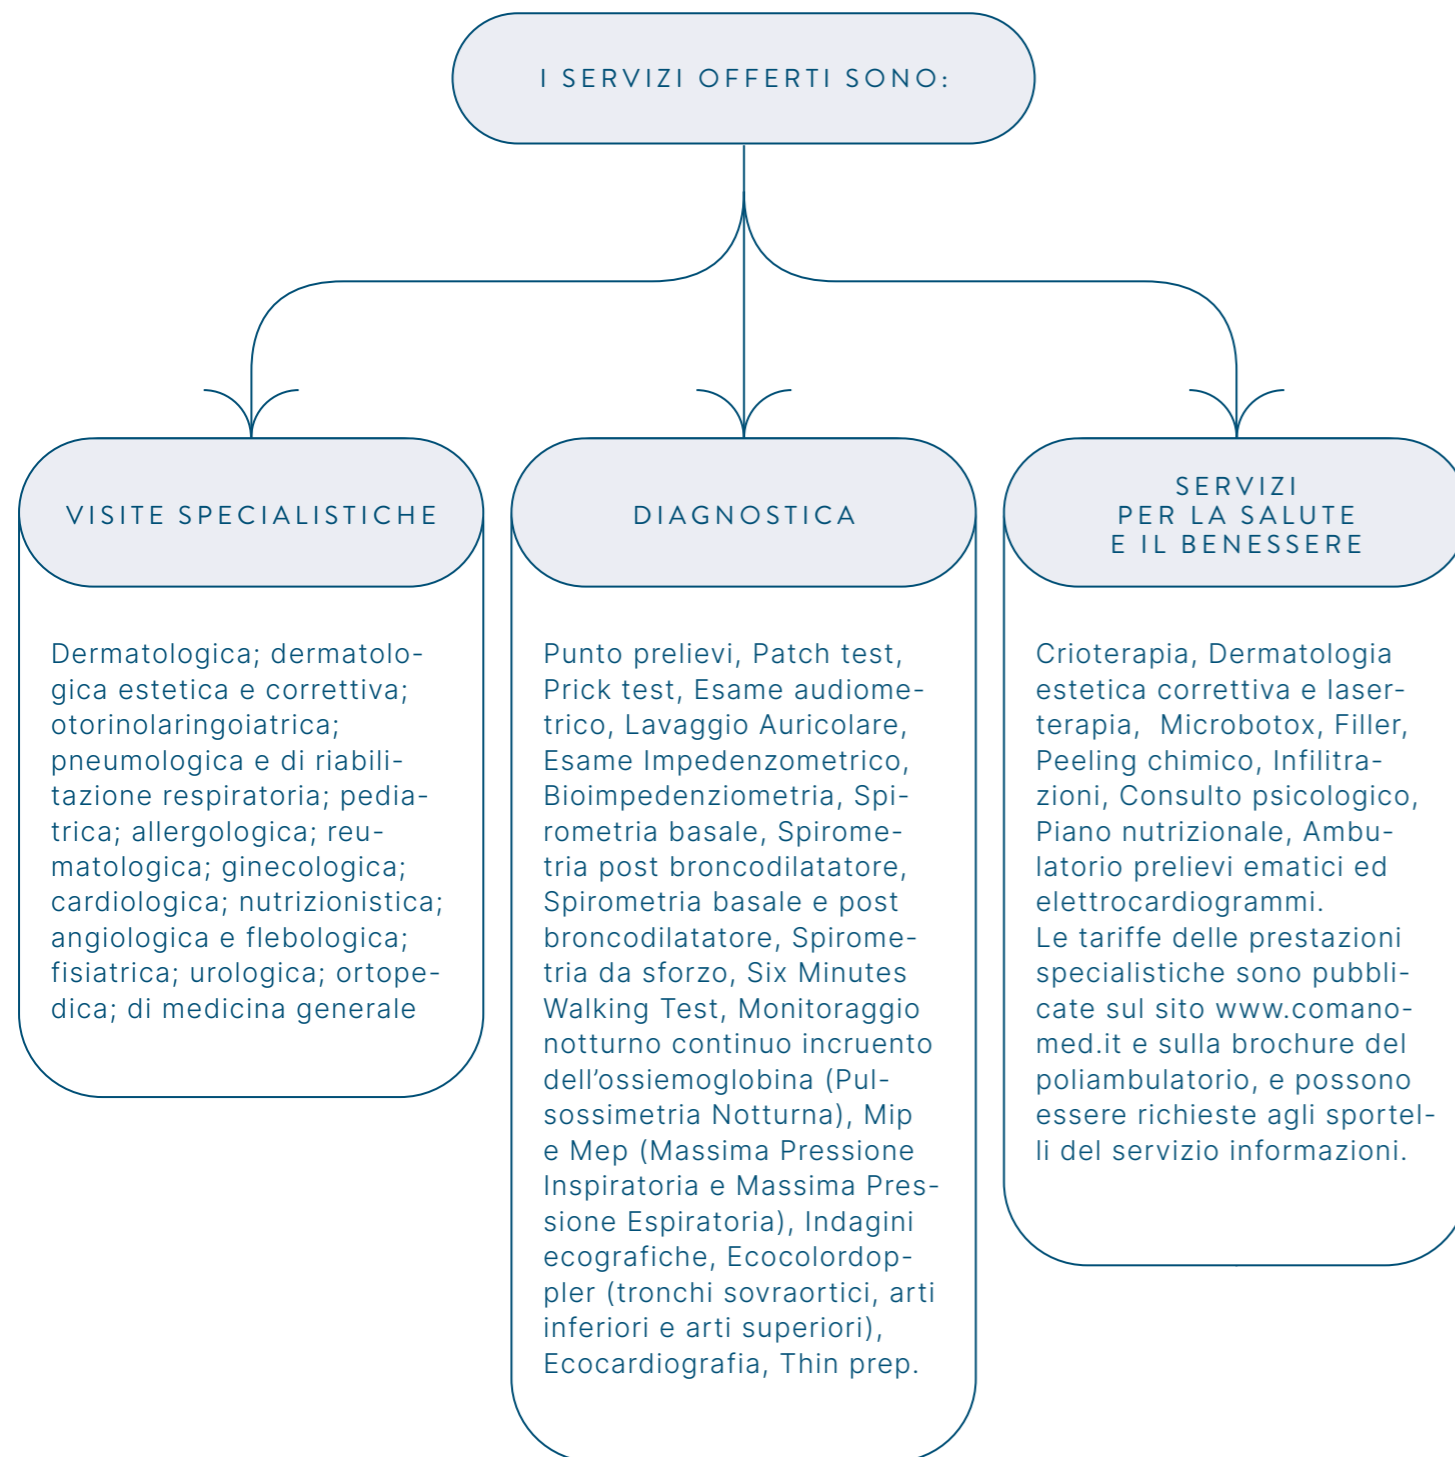 I SERVIZI OFFERTI SONO:
VISITE SPECIALISTICHE
Dermatologica; dermatolo-
gica estetica e correttiva;
otorinolaringoiatrica;
pneumologica e di riabili-
tazione respiratoria; pedia-
trica; allergologica; reu-
matologica; ginecologica;
cardiologica; nutrizionistica;
angiologica e flebologica;
fisiatrica; urologica; ortope-
dica; di medicina generale
DIAGNOSTICA
Punto prelievi, Patch test,
Prick test, Esame audiome-
trico, Lavaggio Auricolare,
Esame Impedenzometrico,
Bioimpedenziometria, Spi-
rometria basale, Spirome-
tria post broncodilatatore,
Spirometria basale e post
broncodilatatore, Spirome-
tria da sforzo, Six Minutes
Walking Test, Monitoraggio
notturno continuo incruento
dell'ossiemoglobina (Pul-
sossimetria Notturna), Mip
e Mep (Massima Pressione
Inspiratoria e Massima Pres-
sione Espiratoria), Indagini
ecografiche, Ecocolordop-
pler (tronchi sovraortici, arti
inferiori e arti superiori),
Ecocardiografia, Thin prep.
SERVIZI
PER LA SALUTE
E IL BENESSERE
Crioterapia, Dermatologia
estetica correttiva e laser-
terapia,  Microbotox, Filler,
Peeling chimico, Infilitra-
zioni, Consulto psicologico,
Piano nutrizionale, Ambu-
latorio prelievi ematici ed
elettrocardiogrammi.
Le tariffe delle prestazioni
specialistiche sono pubbli-
cate sul sito www.comano-
med.it e sulla brochure del
poliambulatorio, e possono
essere richieste agli sportel-
li del servizio informazioni.